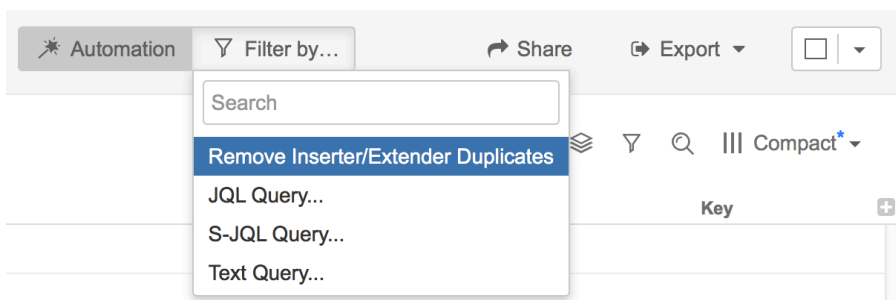 Automation Filter by… Share Export
Search
Remove Inserter/Extender Duplicates
Compact*
JQL Query...
Key
S-JQL Query...
Text Query...